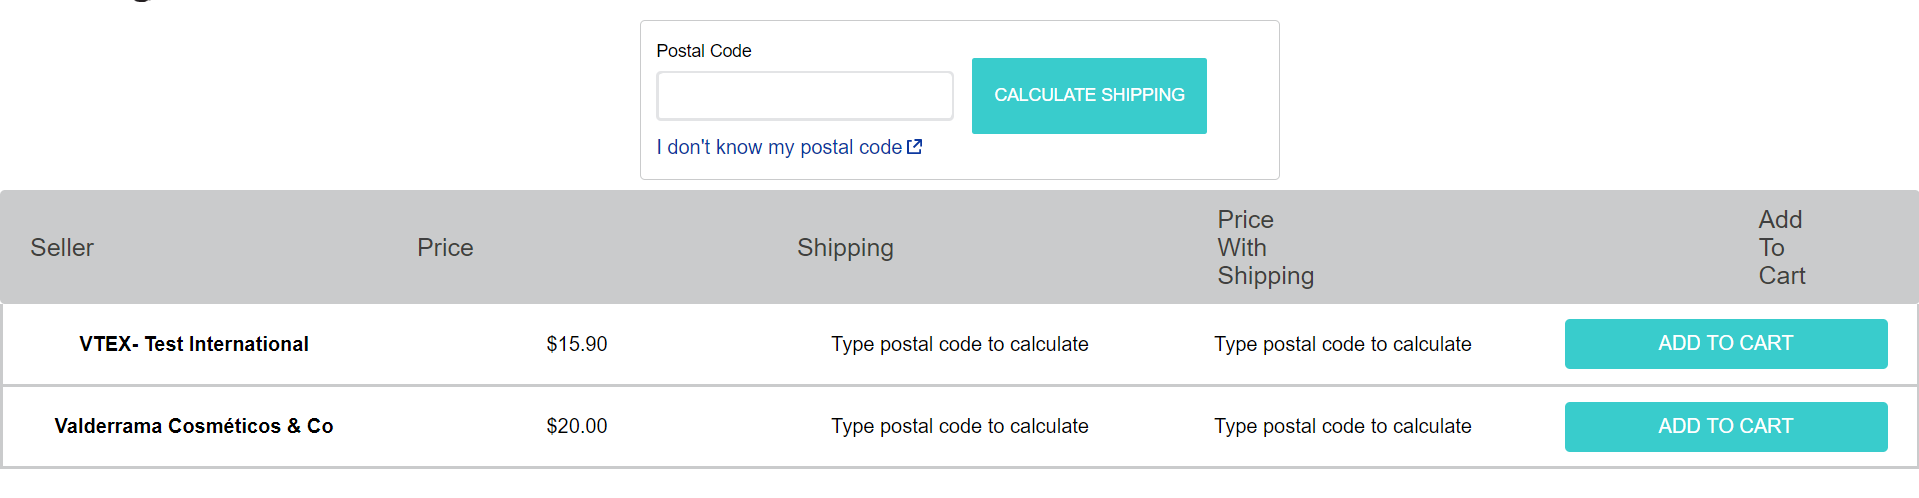 Postal Code
CALCULATE SHIPPING
I don't know my postal code
Seller Price Shipping Price With Shipping Add To Cart
VTEX- Test International $15.90 Type postal code to calculate Type postal code to calculate ADD TO CART
Valderrama Cosméticos & Co $20.00 Type postal code to calculate Type postal code to calculate ADD TO CART